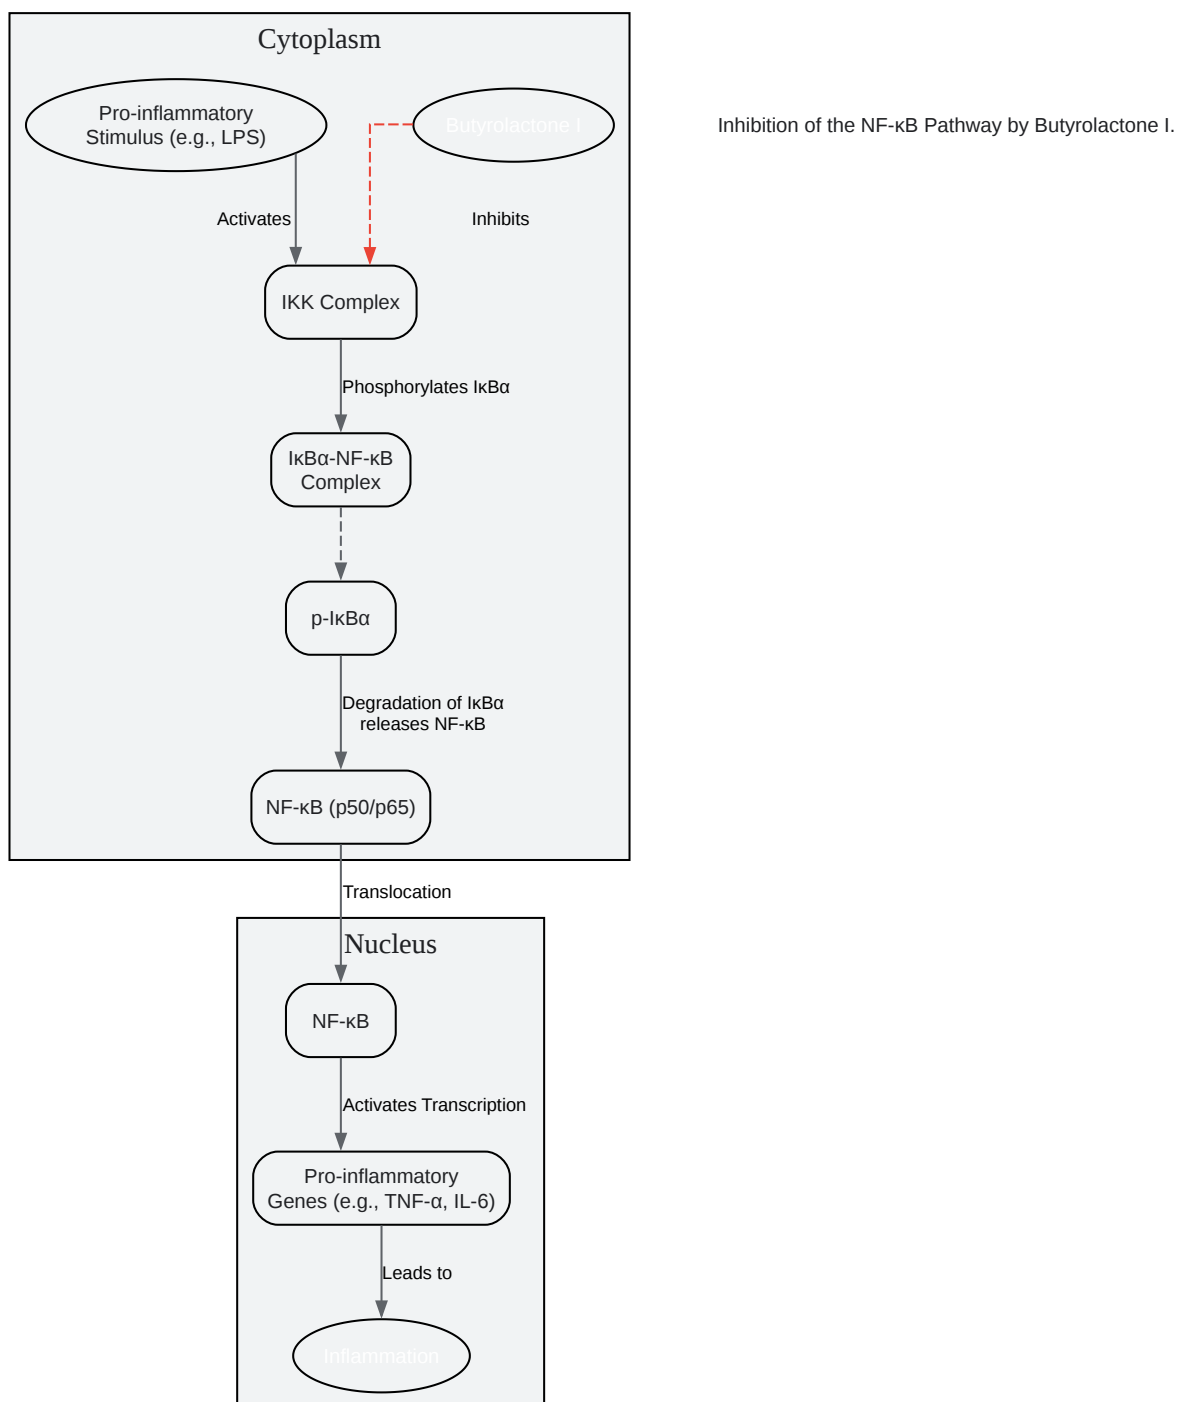 Cytoplasm
Pro-inflammatory
Stimulus (e.g., LPS)
Butyrolactone I
Inhibition of the NF-κB Pathway by Butyrolactone I.
Activates
Inhibits
IKK Complex
Phosphorylates IκBα
IκBα-NF-κB
Complex
p-IκBα
Degradation of IκBα
releases NF-κB
NF-κB (p50/p65)
Translocation
Nucleus
NF-κB
Activates Transcription
Pro-inflammatory
Genes (e.g., TNF-α, IL-6)
Leads to
Inflammation